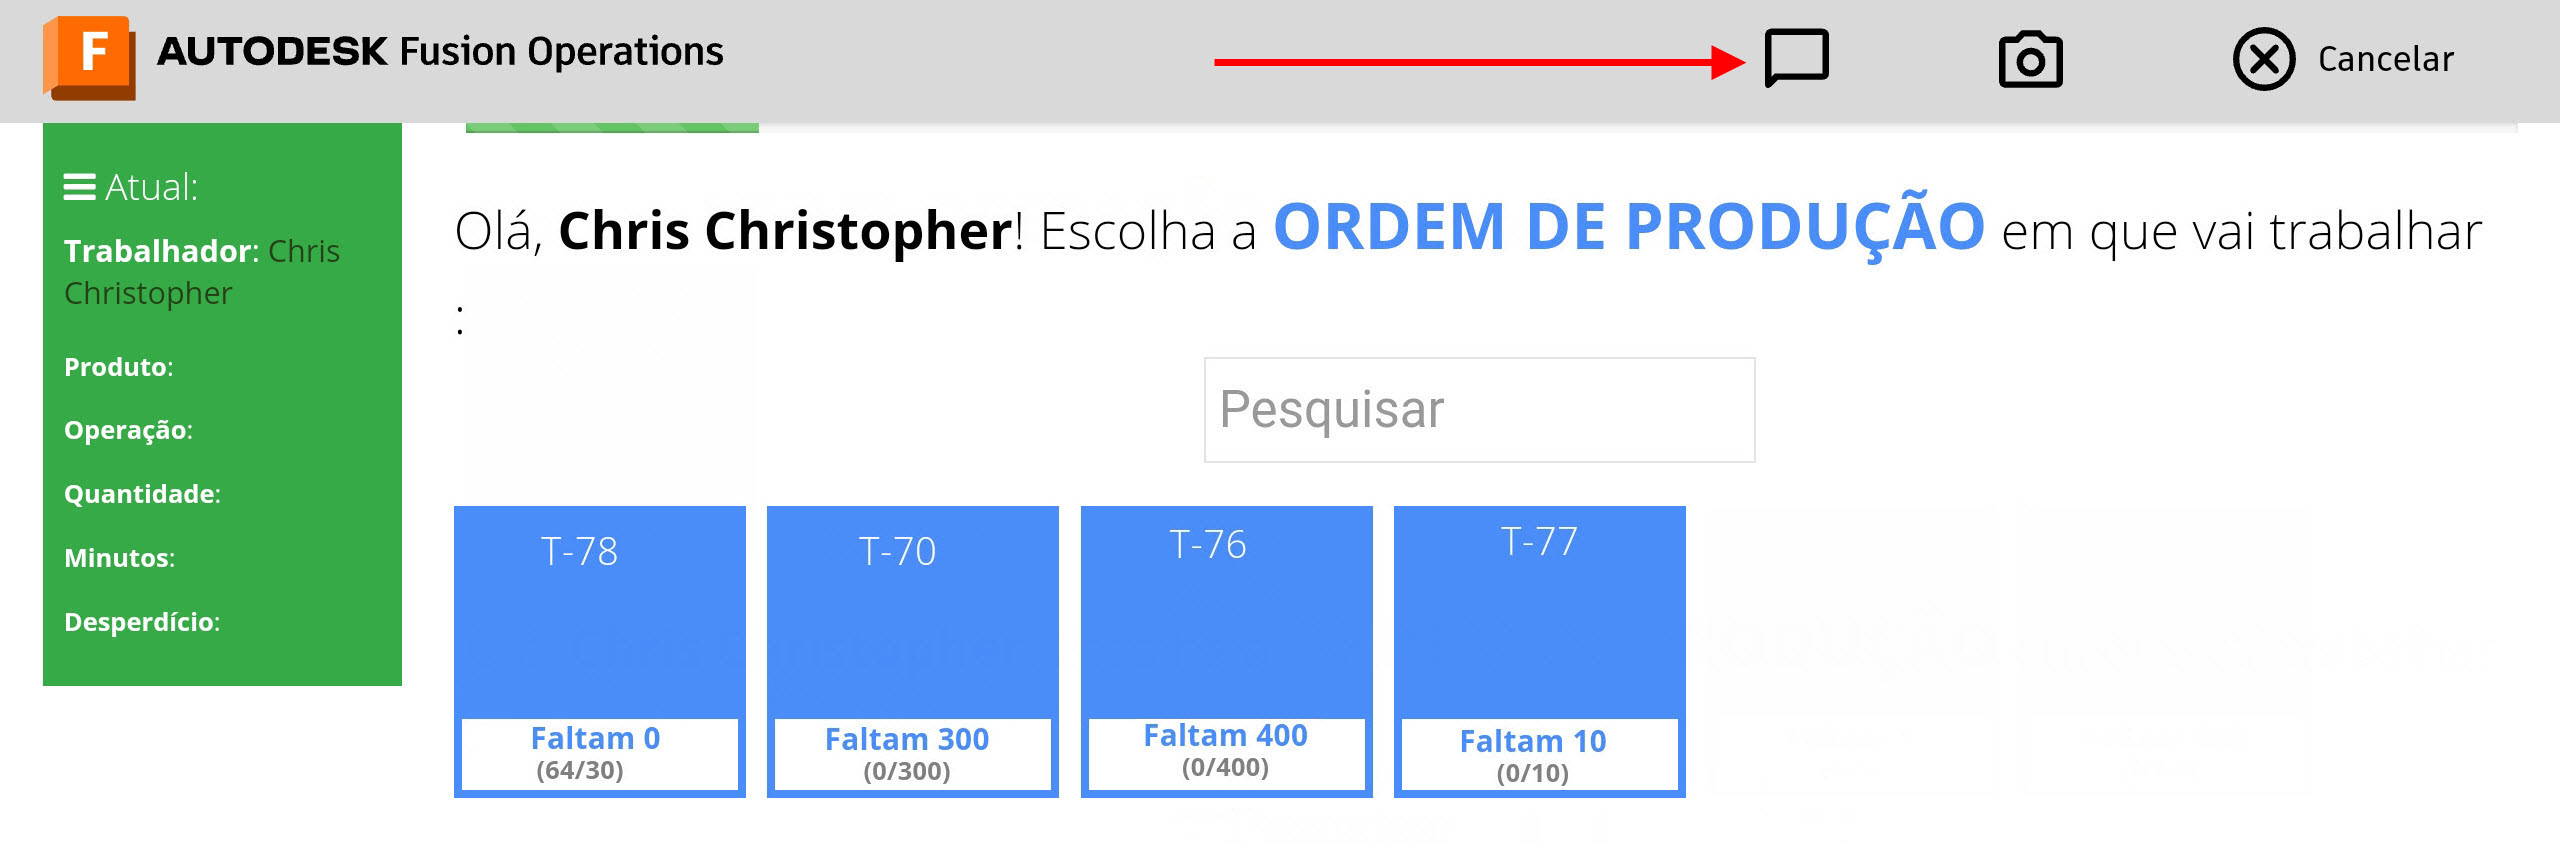 F AUTODESK Fusion Operations
Cancelar
Atual:
Trabalhador: Chris
Christopher
Produto:
Operação:
Quantidade:
Minutos:
Desperdício:
Olá, Chris Christopher! Escolha a ORDEM DE PRODUÇÃO em que vai trabalhar
:
Pesquisar
T-78
Faltam 0
(64/30)
T-70
Faltam 300
(0/300)
T-76
Faltam 400
(0/400)
T-77
Faltam 10
(0/10)